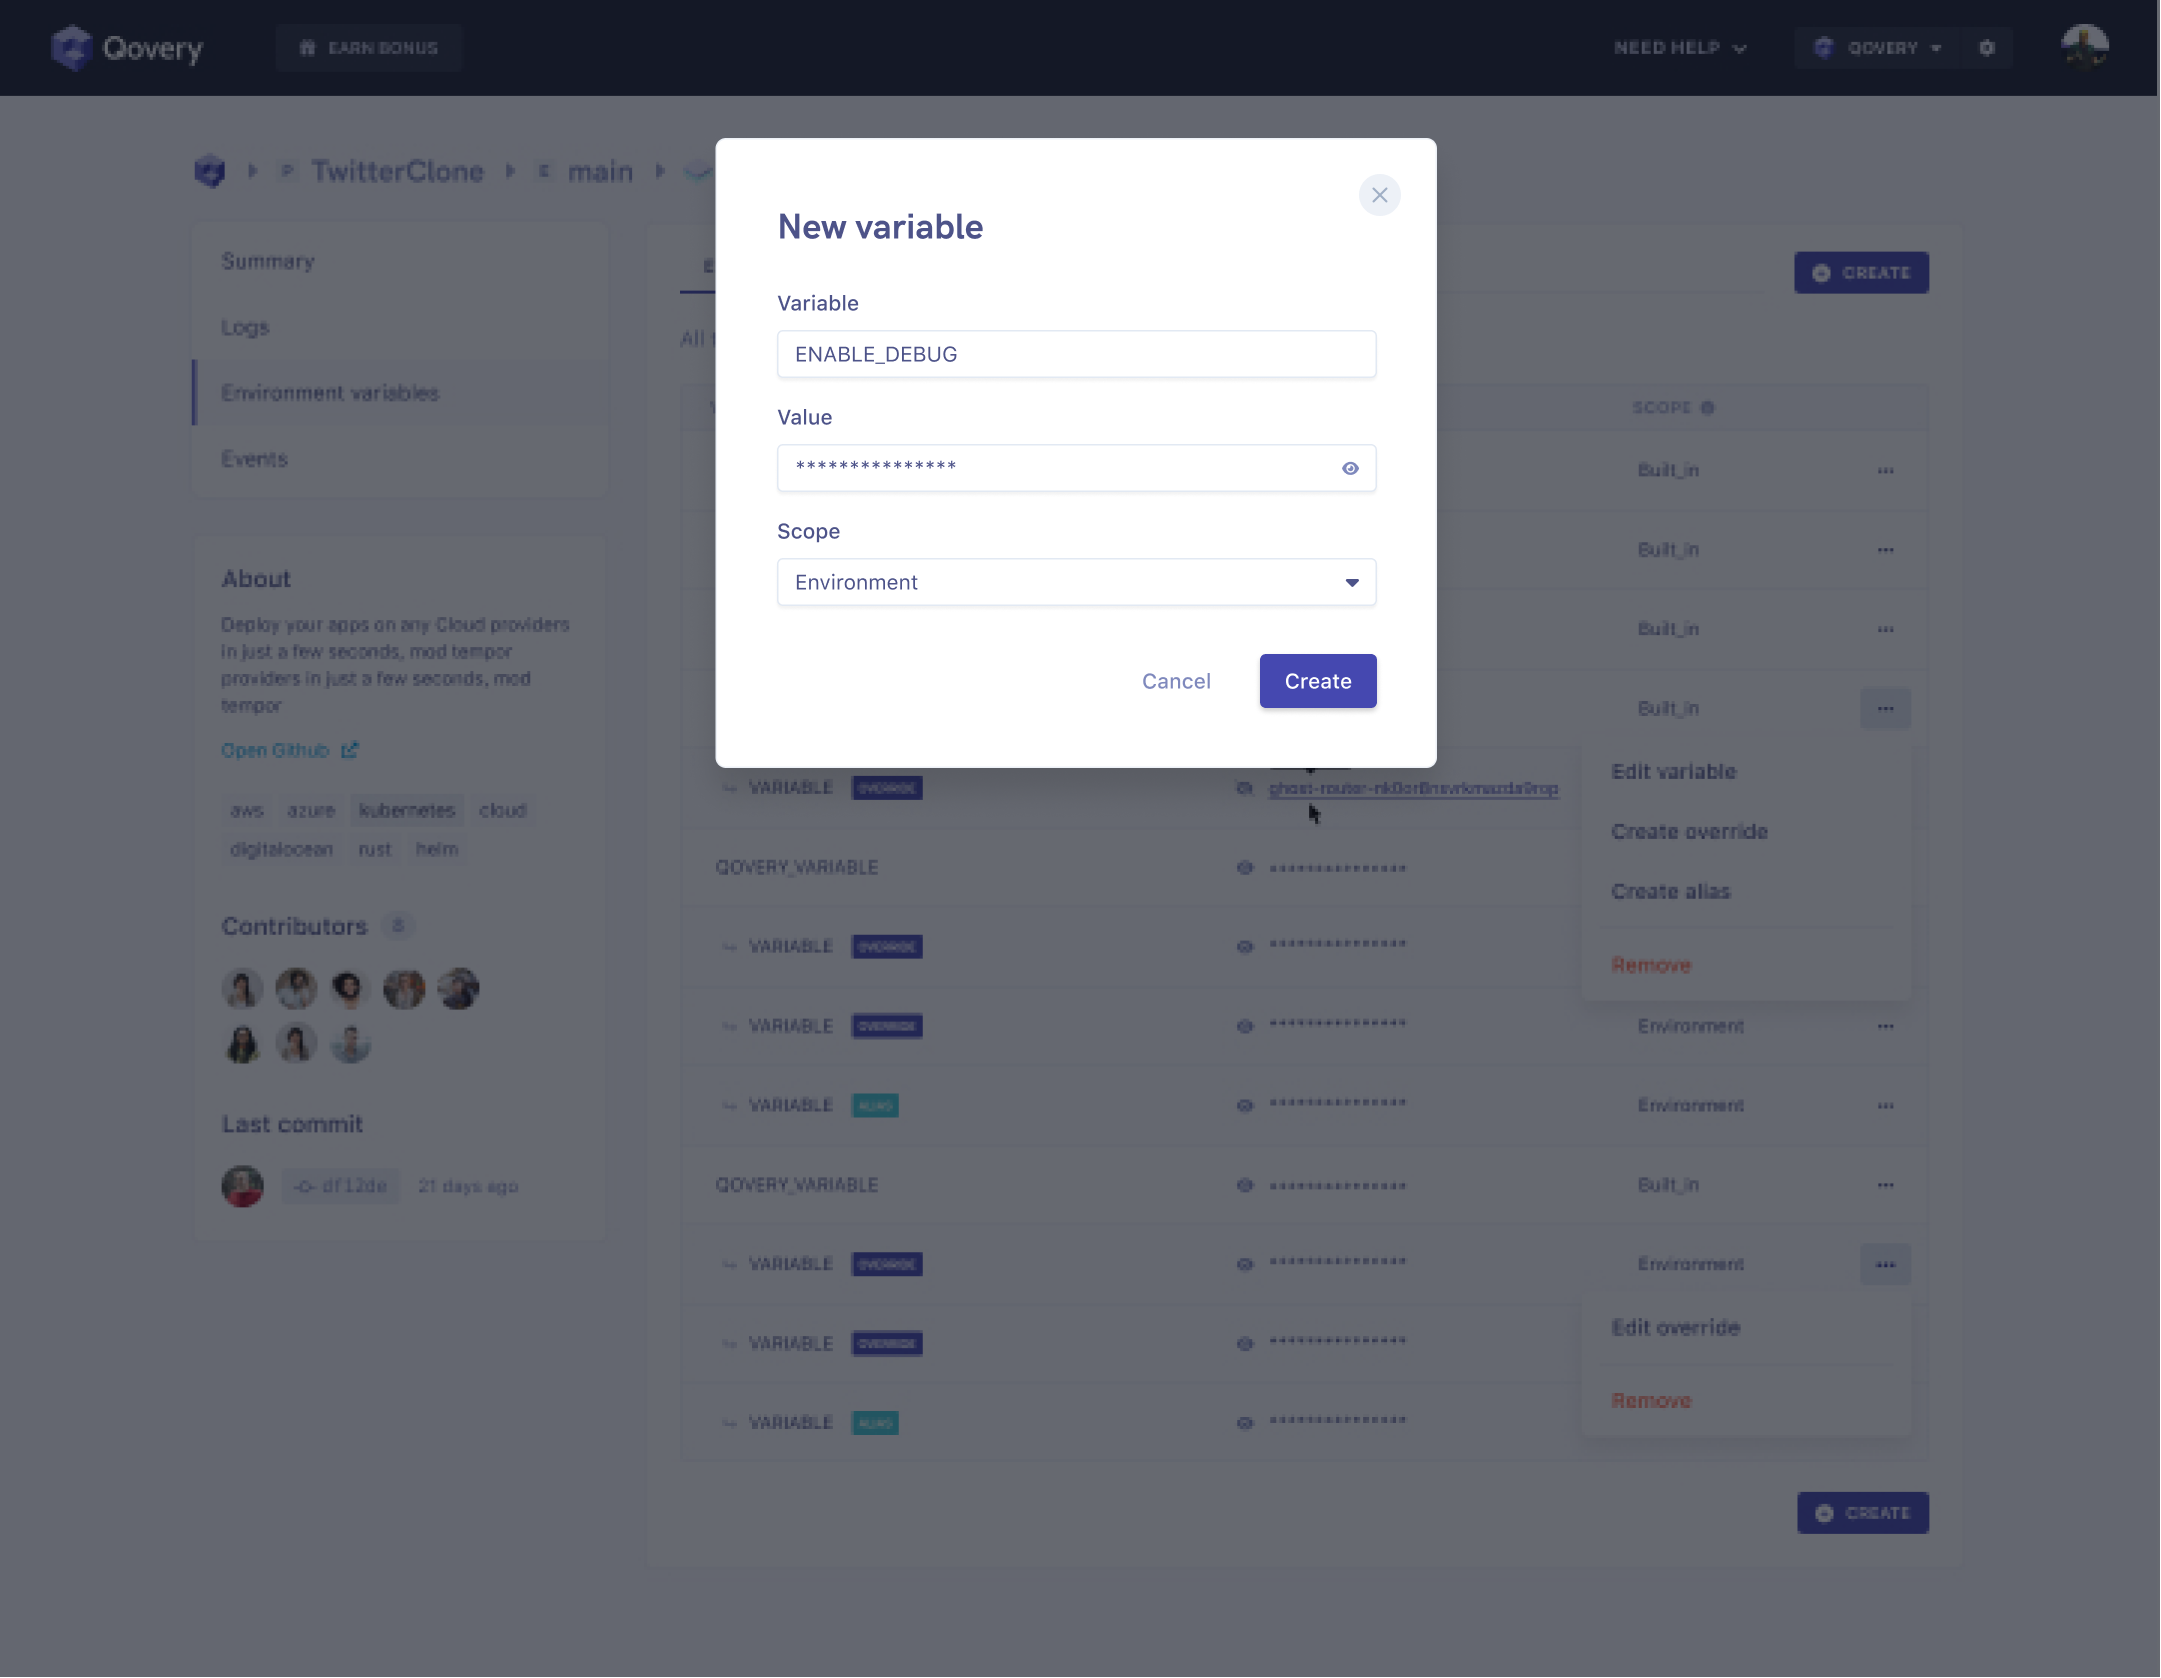 Qovery
EARN BONUS
NEED HELP
QOVERY
P TwitterClone
E main
Summary
Logs
Environment variables
Events
About
Deploy your apps on any Cloud providers
in just a few seconds, mod tempor
providers in just a few seconds, mod
tempor
Open Github
aws azure kubernetes cloud
digitalocean rust helm
Contributors 8
Last commit
df12de 21 days ago
New variable
Variable
ENABLE_DEBUG
Value
***************
Scope
Environment
Cancel
Create
CREATE
All
SCOPE
Built_in
Built_in
Built_in
Built_in
Edit variable
Create override
Create alias
Remove
VARIABLE OVERRIDE
QOVERY_VARIABLE ***************
VARIABLE OVERRIDE ***************
VARIABLE OVERRIDE *************** Environment
VARIABLE ALIAS *************** Environment
QOVERY_VARIABLE *************** Built_in
VARIABLE OVERRIDE *************** Environment
Edit override
Remove
VARIABLE OVERRIDE ***************
VARIABLE ALIAS ***************
CREATE